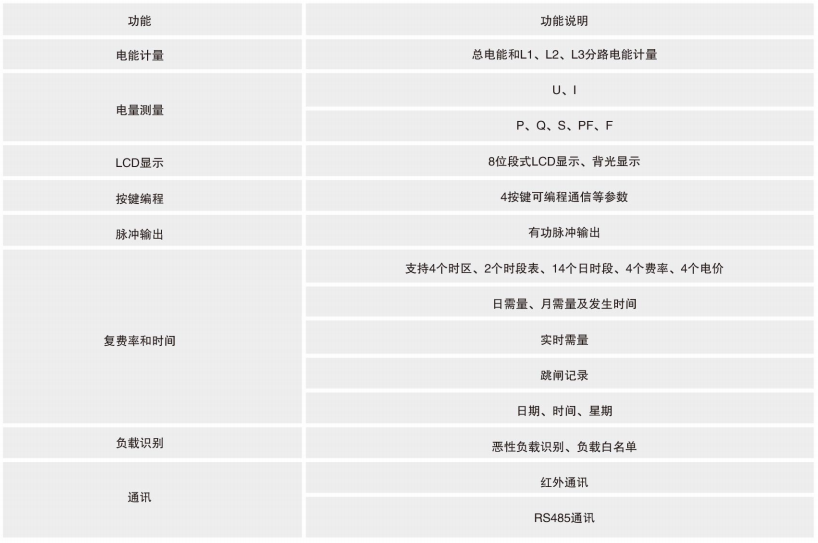 功能 功能说明
电能计量 总电能和L1、L2、L3分路电能计量
电量测量 U、I
P、Q、S、PF、F
LCD显示 8位段式LCD显示、背光显示
按键编程 4按键可编程通信等参数
脉冲输出 有功脉冲输出
复费率和时间 支持4个时区、2个时段表、14个日时段、4个费率、4个电价
日需量、月需量及发生时间
实时需量
跳闸记录
日期、时间、星期
负载识别 恶性负载识别、负载白名单
通讯 红外通讯
RS485通讯